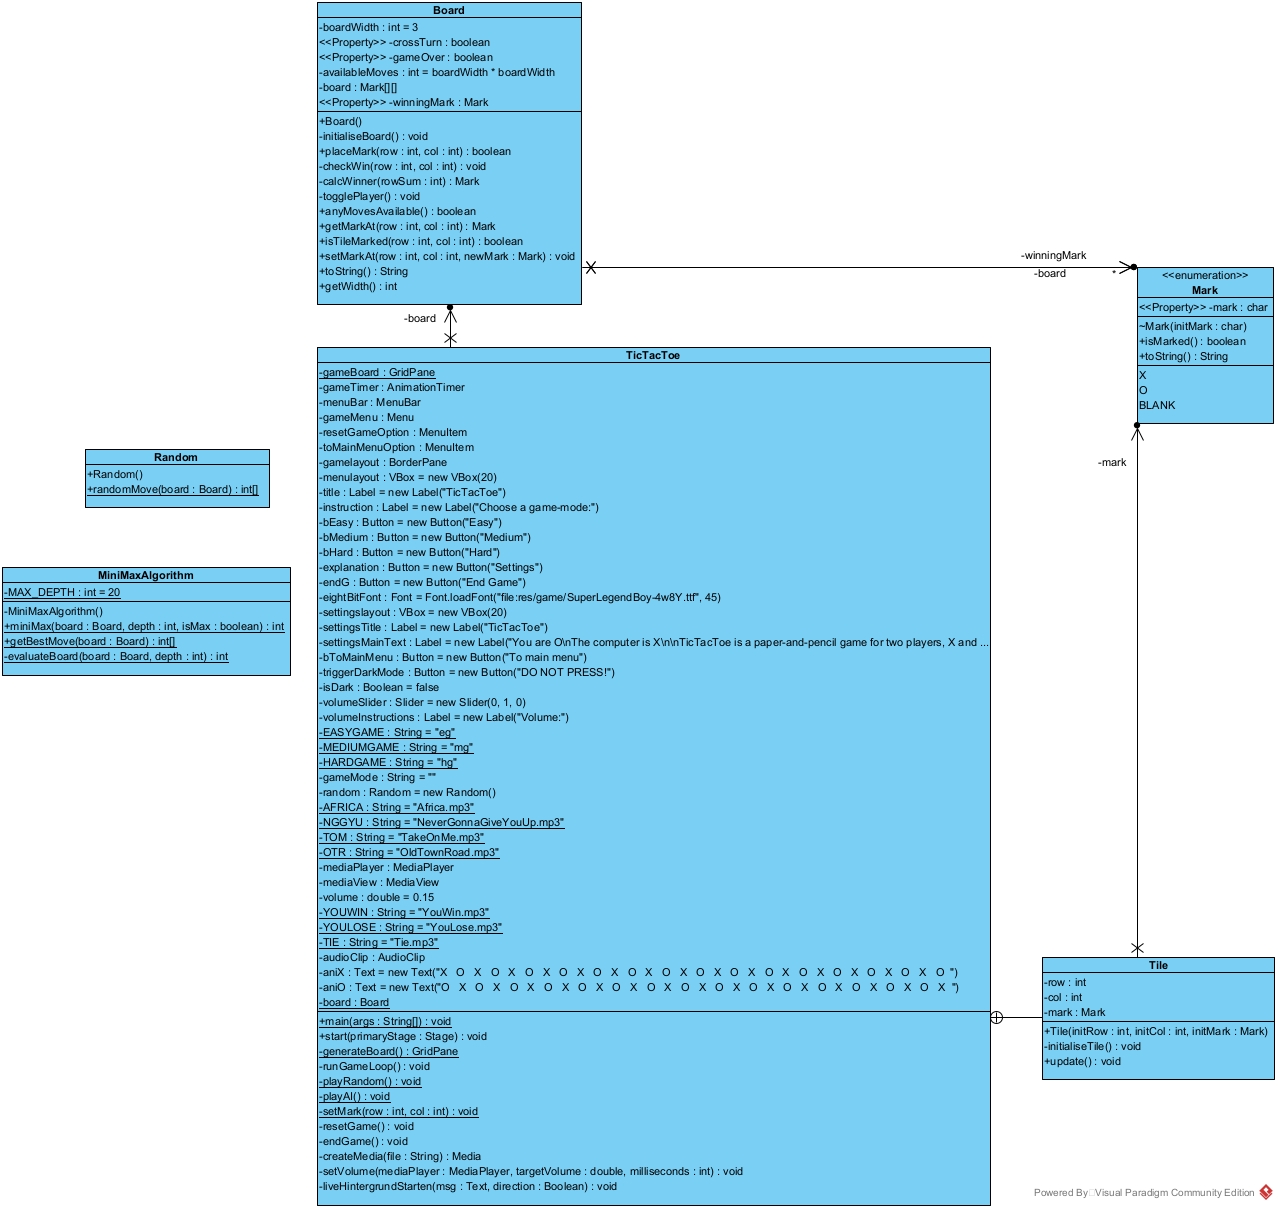 Board
-boardWidth : int = 3
<<Property>> -crossTurn : boolean
<<Property>> -gameOver : boolean
-availableMoves : int = boardWidth * boardWidth
-board : Mark[][]
<<Property>> -winningMark : Mark
+Board()
-initialiseBoard() : void
+placeMark(row : int, col : int) : boolean
-checkWin(row : int, col : int) : void
-calcWinner(rowSum : int) : Mark
-togglePlayer() : void
+anyMovesAvailable() : boolean
+getMarkAt(row : int, col : int) : Mark
+isTileMarked(row : int, col : int) : boolean
+setMarkAt(row : int, col : int, newMark : Mark) : void
+toString() : String
+getWidth() : int
-winningMark
-board
*
<<enumeration>>
Mark
<<Property>> -mark : char
~Mark(initMark : char)
+isMarked() : boolean
+toString() : String
X
O
BLANK
-board
-mark
Random
+Random()
+randomMove(board : Board) : int[]
MiniMaxAlgorithm
-MAX_DEPTH : int = 20
-MiniMaxAlgorithm()
+miniMax(board : Board, depth : int, isMax : boolean) : int
+getBestMove(board : Board) : int[]
-evaluateBoard(board : Board, depth : int) : int
TicTacToe
-gameBoard : GridPane
-gameTimer : AnimationTimer
-menuBar : MenuBar
-gameMenu : Menu
-resetGameOption : MenuItem
-toMainMenuOption : MenuItem
-gamelayout : BorderPane
-menulayout : VBox = new VBox(20)
-title : Label = new Label("TicTacToe")
-instruction : Label = new Label("Choose a game-mode:")
-bEasy : Button = new Button("Easy")
-bMedium : Button = new Button("Medium")
-bHard : Button = new Button("Hard")
-explanation : Button = new Button("Settings")
-endG : Button = new Button("End Game")
-eightBitFont : Font = Font.loadFont("file:res/game/SuperLegendBoy-4w8Y.ttf", 45)
-settingslayout : VBox = new VBox(20)
-settingsTitle : Label = new Label("TicTacToe")
-settingsMainText : Label = new Label("You are O\nThe computer is X\n\nTicTacToe is a paper-and-pencil game for two players, X and ...
-bToMainMenu : Button = new Button("To main menu")
-triggerDarkMode : Button = new Button("DO NOT PRESS!")
-isDark : Boolean = false
-volumeSlider : Slider = new Slider(0, 1, 0)
-volumeInstructions : Label = new Label("Volume:")
-EASYGAME : String = "eg"
-MEDIUMGAME : String = "mg"
-HARDGAME : String = "hg"
-gameMode : String = ""
-random : Random = new Random()
-AFRICA : String = "Africa.mp3"
-NGGYU : String = "NeverGonnaGiveYouUp.mp3"
-TOM : String = "TakeOnMe.mp3"
-OTR : String = "OldTownRoad.mp3"
-mediaPlayer : MediaPlayer
-mediaView : MediaView
-volume : double = 0.15
-YOUWIN : String = "YouWin.mp3"
-YOULOSE : String = "YouLose.mp3"
-TIE : String = "Tie.mp3"
-audioClip : AudioClip
-aniX : Text = new Text("X O X O X O X O X O X O X O X O X O X O X O X O X O X O X O ")
-aniO : Text = new Text("O X O X O X O X O X O X O X O X O X O X O X O X O X O X O X ")
-board : Board
+main(args : String[]) : void
+start(primaryStage : Stage) : void
-generateBoard() : GridPane
-runGameLoop() : void
-playRandom() : void
-playAI() : void
-setMark(row : int, col : int) : void
-resetGame() : void
-endGame() : void
-createMedia(file : String) : Media
-setVolume(mediaPlayer : MediaPlayer, targetVolume : double, milliseconds : int) : void
-liveHintergrundStarten(msg : Text, direction : Boolean) : void
Tile
-row : int
-col : int
-mark : Mark
+Tile(initRow : int, initCol : int, initMark : Mark)
-initialiseTile() : void
+update() : void
Powered By Visual Paradigm Community Edition